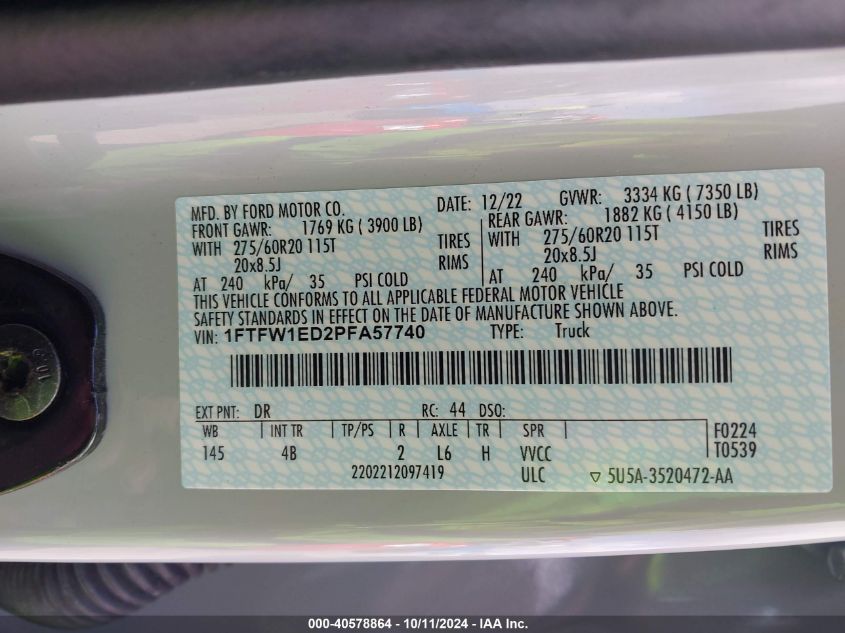 MFD. BY FORD MOTOR CO.
DATE: 12/22 GVWR: 3334 KG ( 7350 LB)
FRONT GAWR: 1769 KG ( 3900 LB)
WITH 275/60R20 115T TIRES
20x8.5J RIMS
AT 240 kPa/ 35 PSI COLD
REAR GAWR: 1882 KG ( 4150 LB)
WITH 275/60R20 115T TIRES
20x8.5J RIMS
AT 240 kPa/ 35 PSI COLD
THIS VEHICLE CONFORMS TO ALL APPLICABLE FEDERAL MOTOR VEHICLE
SAFETY STANDARDS IN EFFECT ON THE DATE OF MANUFACTURE SHOWN ABOVE.
VIN: 1FTFW1ED2PFA57740 TYPE: Truck
EXT PNT: DR RC: 44 DSO:
WB INT TR TP/PS R AXLE TR SPR F0224
145 4B 2 L6 H VVCC T0539
2202212097419 ULC ▽ 5U5A-3520472-AA
000-40578864 - 10/11/2024 - IAA Inc.